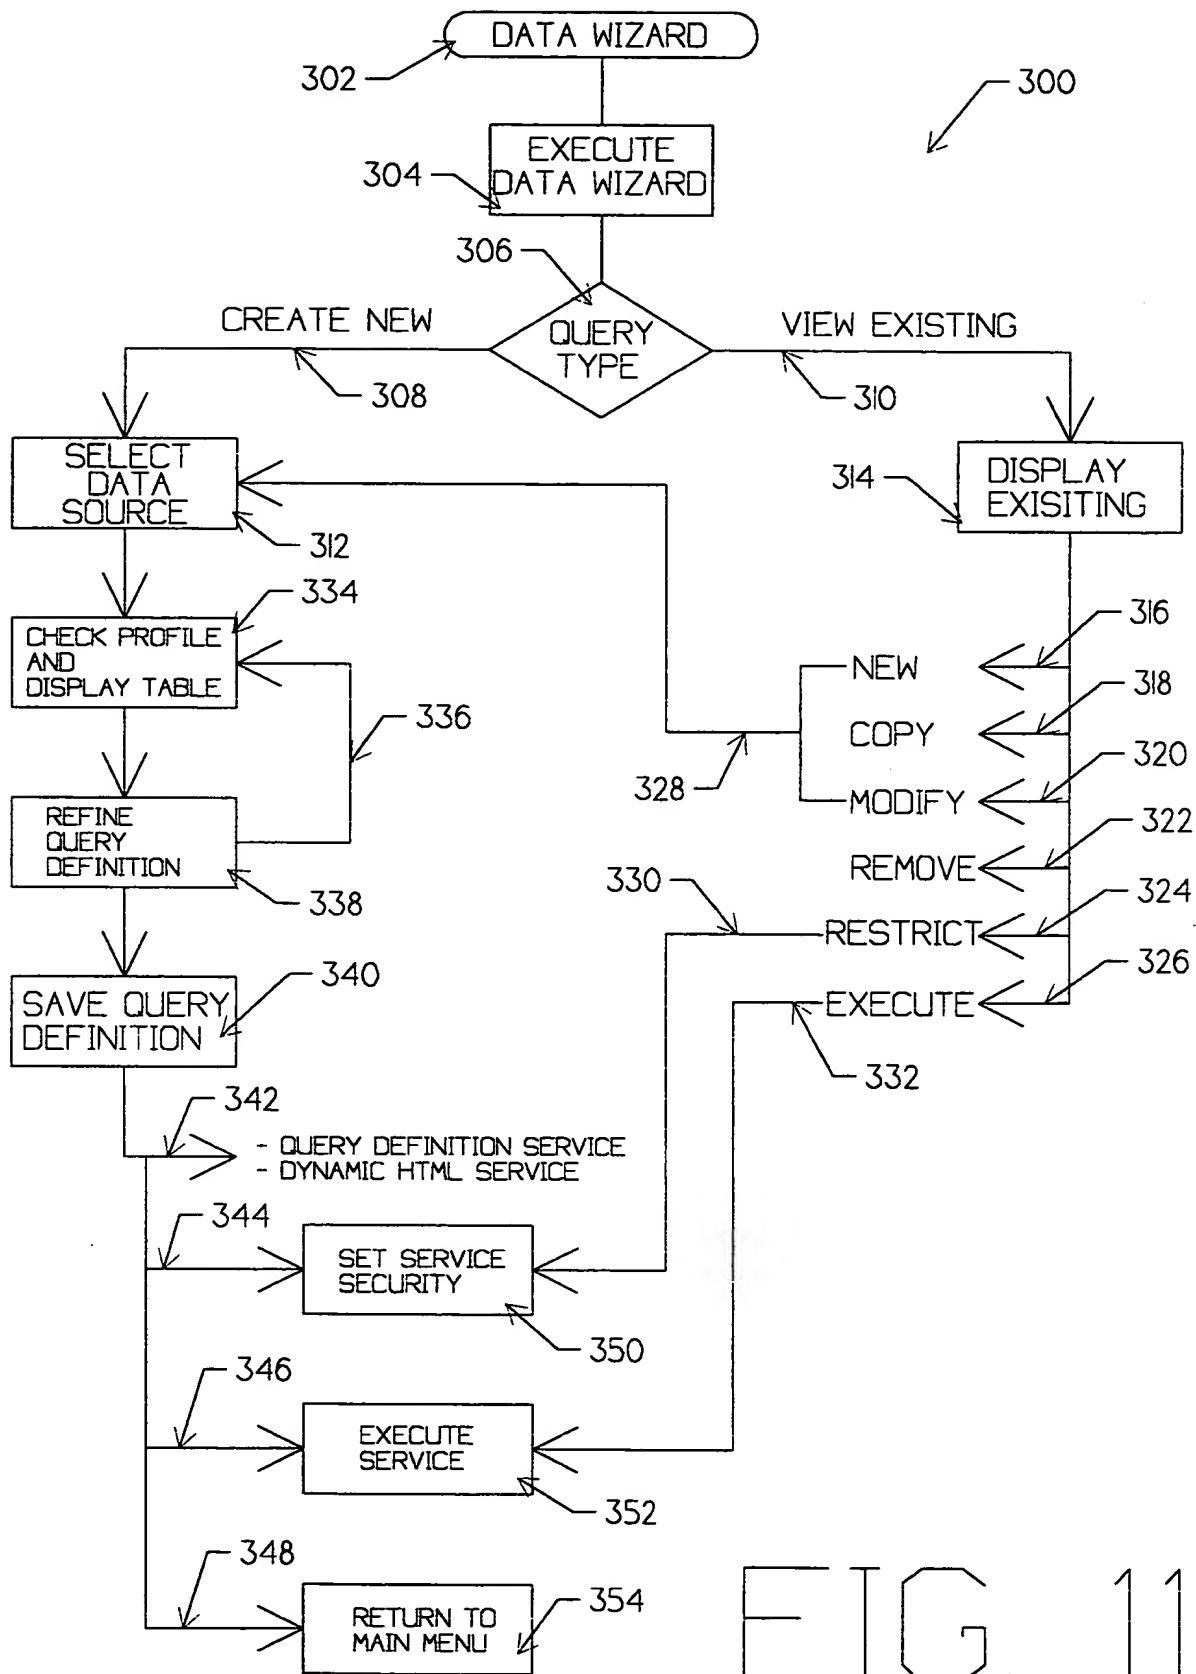 DATA WIZARD
302
300
EXECUTE
DATA WIZARD
304
306
CREATE NEW
QUERY
TYPE
VIEW EXISTING
308
310
SELECT
DATA
SOURCE
312
DISPLAY
EXISITING
314
334
CHECK PROFILE
AND
DISPLAY TABLE
336
NEW
316
COPY
318
328
MODIFY
320
REMOVE
322
REFINE
QUERY
DEFINITION
338
330
RESTRICT
324
EXECUTE
326
332
340
SAVE QUERY
DEFINITION
342
- QUERY DEFINITION SERVICE
- DYNAMIC HTML SERVICE
344
SET SERVICE
SECURITY
350
346
EXECUTE
SERVICE
352
348
RETURN TO
MAIN MENU
354
FIG 11